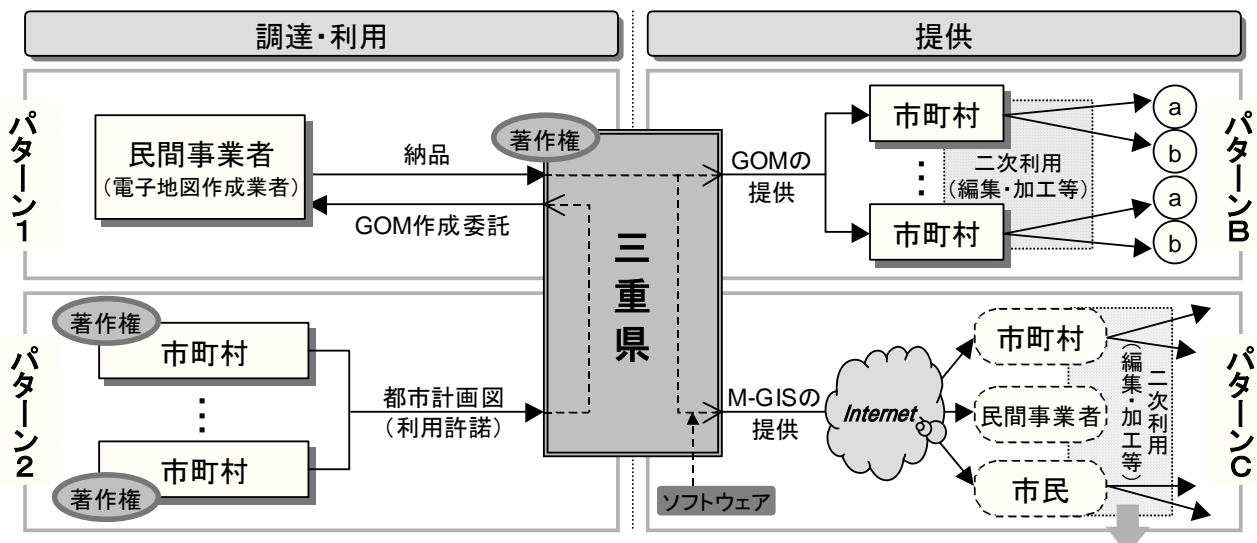 調達・利用
提供
パターン1
民間事業者
（電子地図作成業者）
納品
GOM作成委託
著作権
三重県
GOMの
提供
市町村
⋮
市町村
二次利用
（編集・加工等）
a
b
a
b
パターンB
パターン2
著作権
市町村
⋮
市町村
著作権
都市計画図
（利用許諾）
M-GISの
提供
ソフトウェア
Internet
市町村
民間事業者
市民
二次利用
（編集・加工等）
パターンC